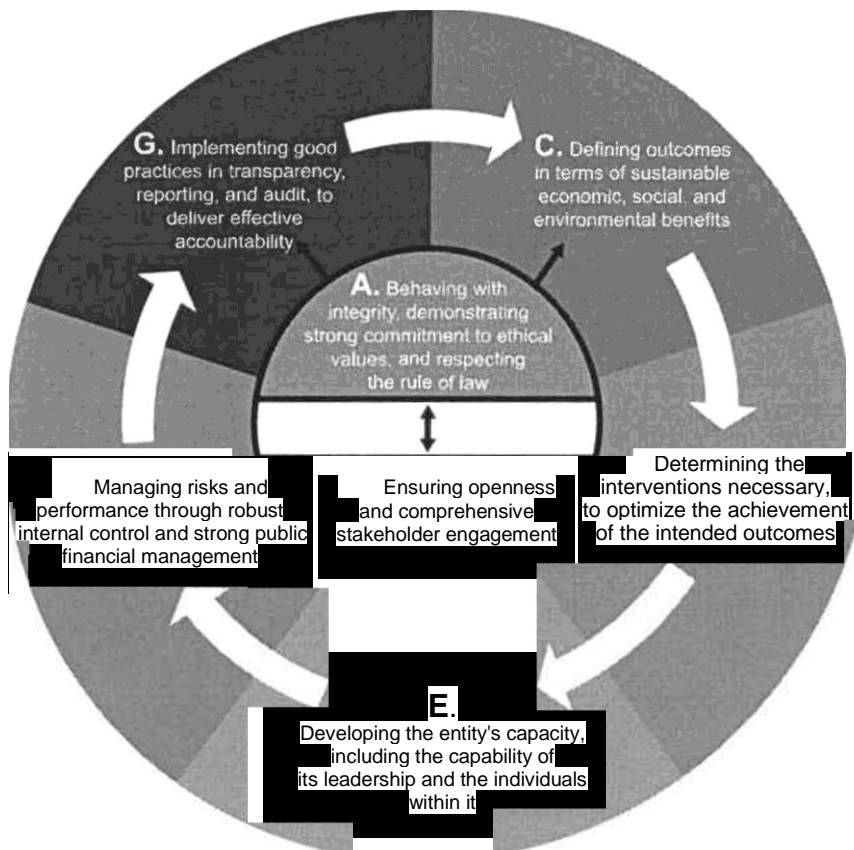 G. Implementing good
practices in transparency,
reporting, and audit, to
deliver effective
accountability
C. Defining outcomes
in terms of sustainable
economic, social, and
environmental benefits
A. Behaving with
integrity, demonstrating
strong commitment to ethical
values, and respecting
the rule of law
Managing risks and
performance through robust
internal control and strong public
financial management
Ensuring openness
and comprehensive
stakeholder engagement
Determining the
interventions necessary,
to optimize the achievement
of the intended outcomes
E.
Developing the entity's capacity,
including the capability of
its leadership and the individuals
within it